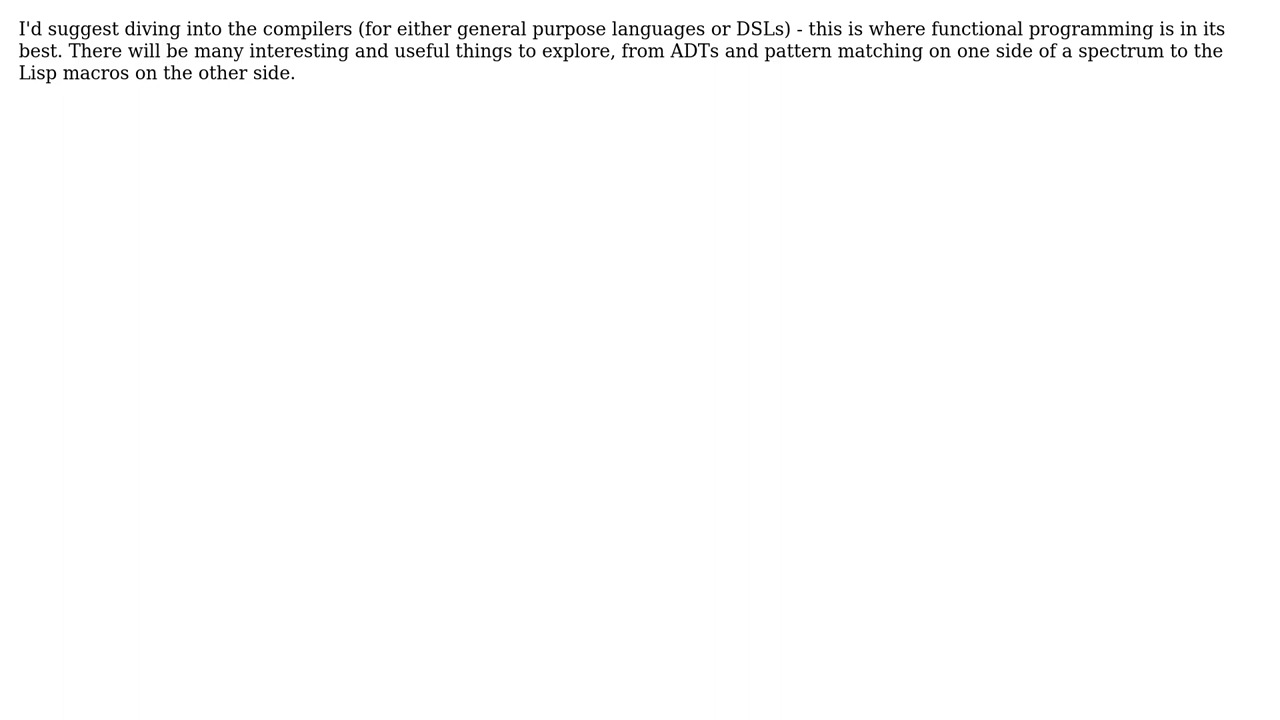 I'd suggest diving into the compilers (for either general purpose languages or DSLs) - this is where functional programming is in its
best. There will be many interesting and useful things to explore, from ADTs and pattern matching on one side of a spectrum to the
Lisp macros on the other side.